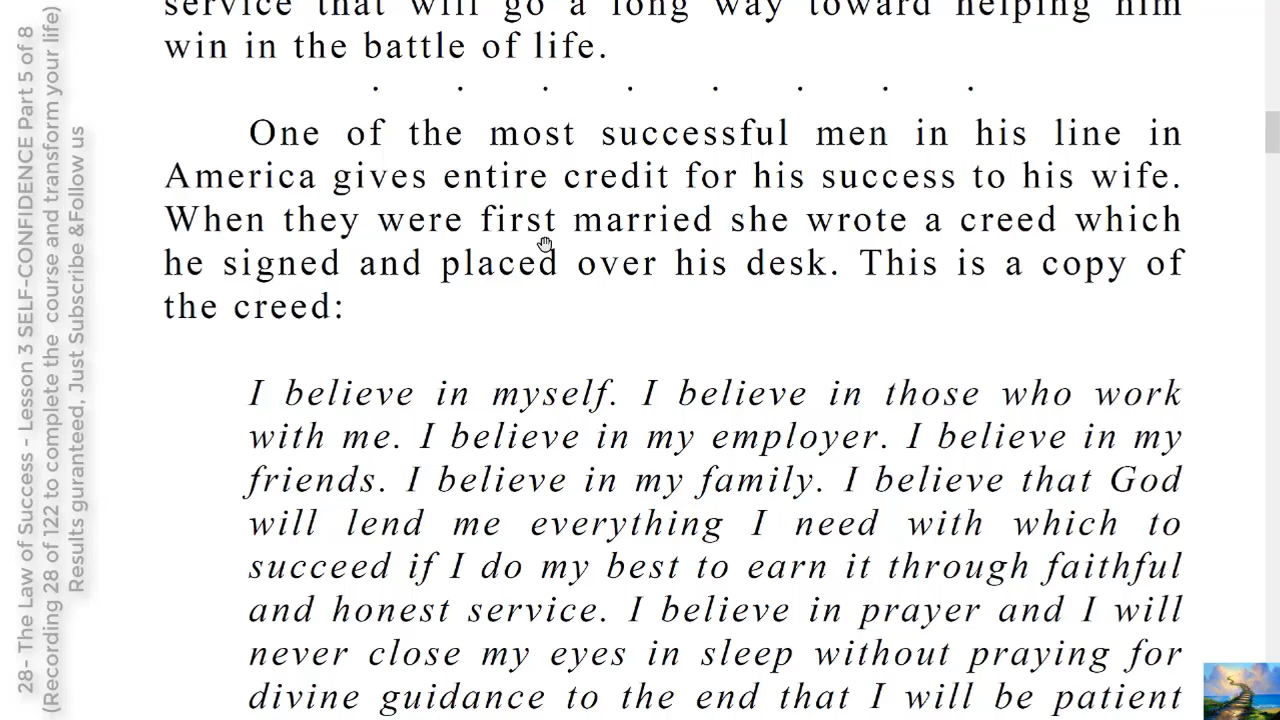 service that will go a long way toward helping him
win in the battle of life.
. . . . . . . .
One of the most successful men in his line in
America gives entire credit for his success to his wife.
When they were first married she wrote a creed which
he signed and placed over his desk. This is a copy of
the creed:
I believe in myself. I believe in those who work
with me. I believe in my employer. I believe in my
friends. I believe in my family. I believe that God
will lend me everything I need with which to
succeed if I do my best to earn it through faithful
and honest service. I believe in prayer and I will
never close my eyes in sleep without praying for
divine guidance to the end that I will be patient
28- The Law of Success - Lesson 3 SELF-CONFIDENCE Part 5 of 8
(Recording 28 of 122 to complete the course and transform your life)
Results guranteed, Just Subscribe &Follow us